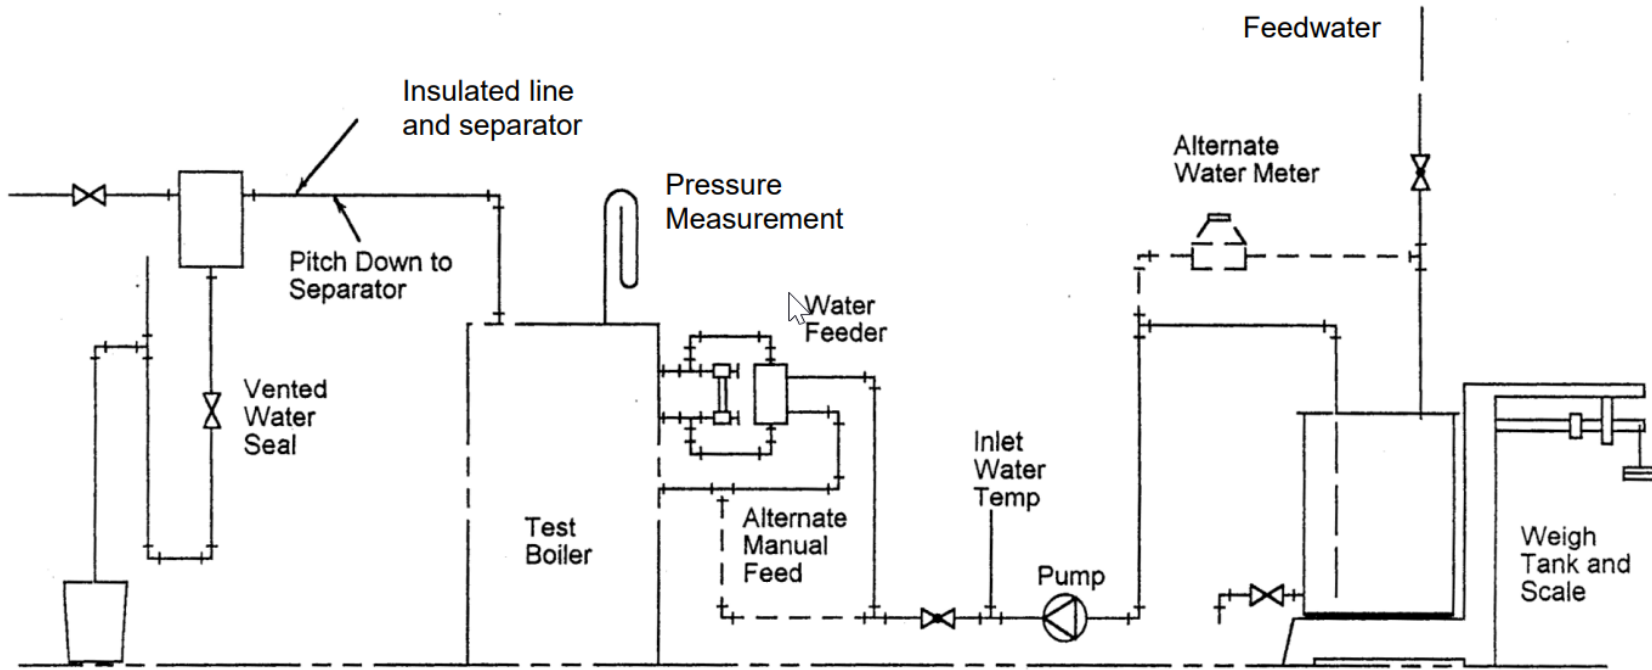 Feedwater
Insulated line
and separator
Alternate
Water Meter
Pressure
Measurement
Pitch Down to
Separator
Water
Feeder
Vented
Water
Seal
Inlet
Water
Temp
Test
Boiler
Alternate
Manual
Feed
Pump
Weigh
Tank and
Scale